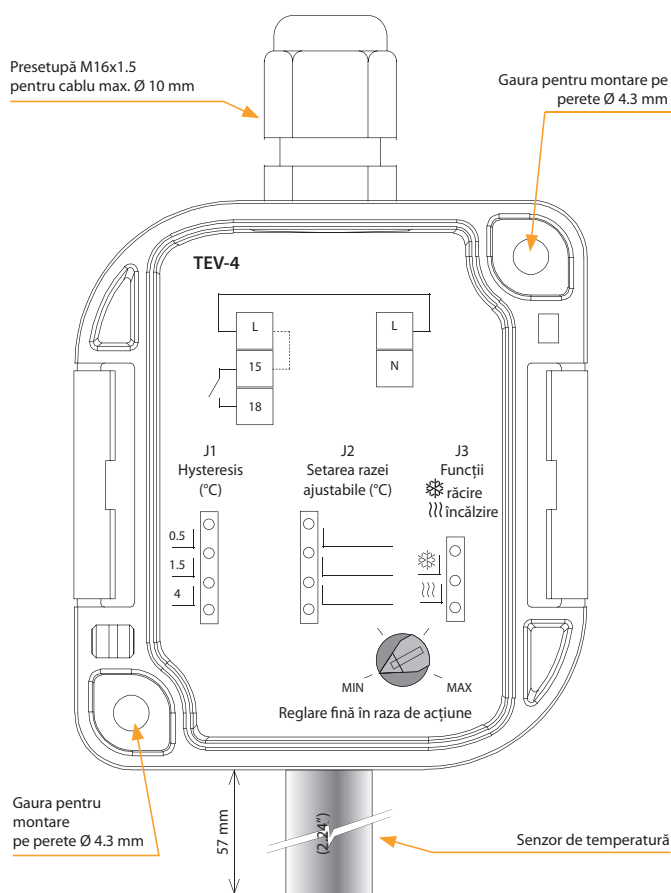 Presetupă M16x1.5
pentru cablu max. Ø 10 mm
Gaura pentru montare pe
perete Ø 4.3 mm
TEV-4
L
15
18
L
N
J1
Hysteresis
(°C)
J2
Setarea razei
ajustabile (°C)
J3
Funcții
răcire
încălzire
0.5
1.5
4
MIN
MAX
Reglare fină în raza de acțiune
Gaura pentru
montare
pe perete Ø 4.3 mm
57 mm
(2.24")
Senzor de temperatură